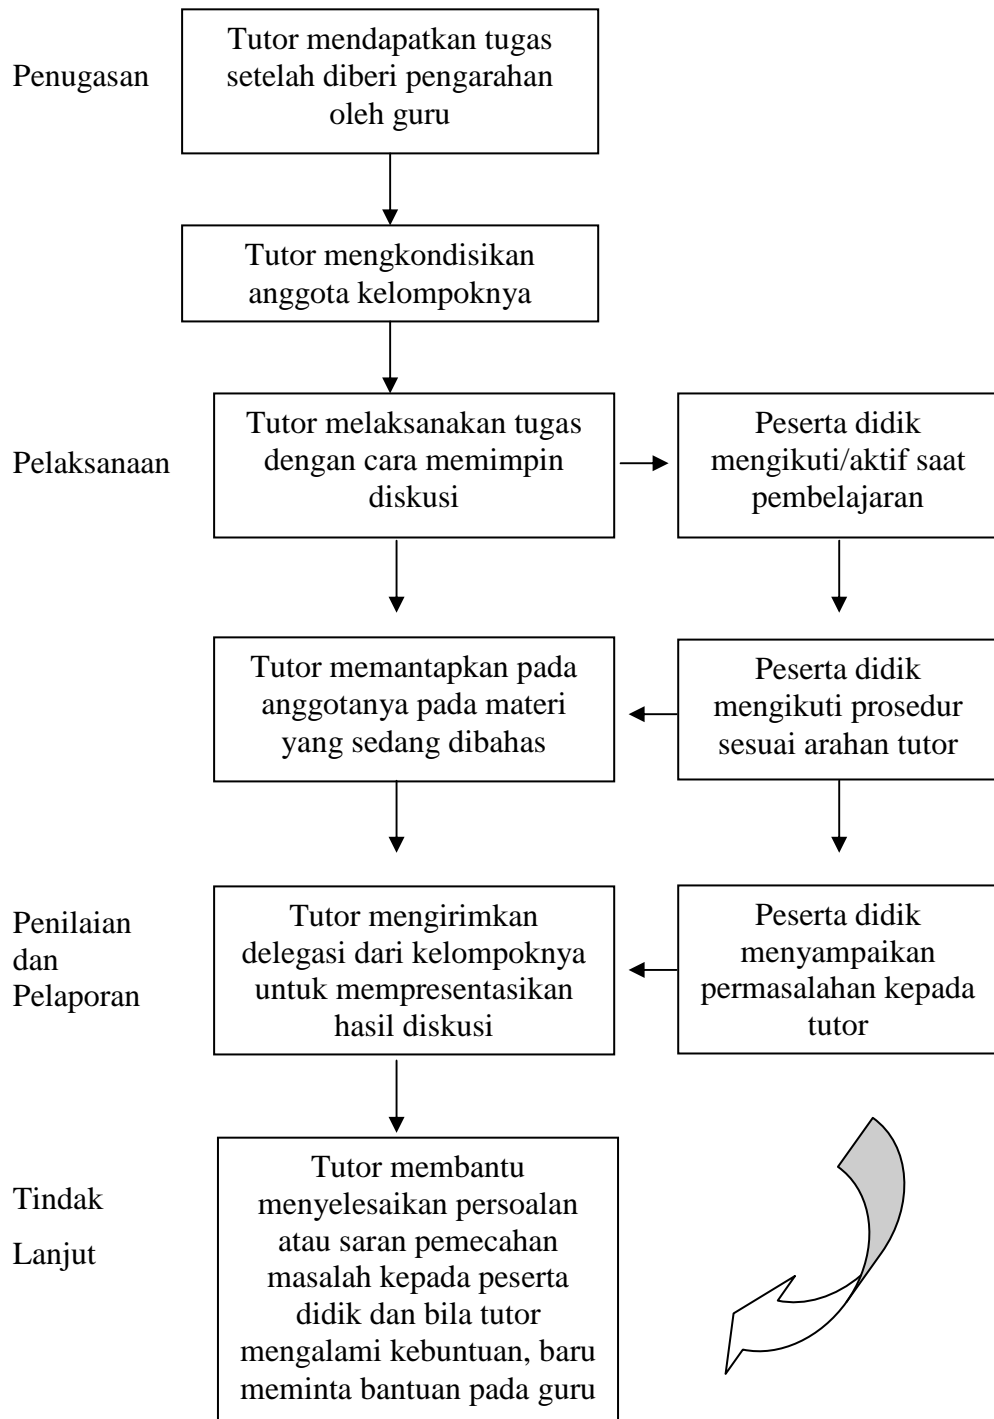 Penugasan
Tutor mendapatkan tugas
setelah diberi pengarahan
oleh guru
Tutor mengkondisikan
anggota kelompoknya
Pelaksanaan
Tutor melaksanakan tugas
dengan cara memimpin
diskusi
Peserta didik
mengikuti/aktif saat
pembelajaran
Tutor memantapkan pada
anggotanya pada materi
yang sedang dibahas
Peserta didik
mengikuti prosedur
sesuai arahan tutor
Penilaian
dan
Pelaporan
Tutor mengirimkan
delegasi dari kelompoknya
untuk mempresentasikan
hasil diskusi
Peserta didik
menyampaikan
permasalahan kepada
tutor
Tindak
Lanjut
Tutor membantu
menyelesaikan persoalan
atau saran pemecahan
masalah kepada peserta
didik dan bila tutor
mengalami kebuntuan, baru
meminta bantuan pada guru